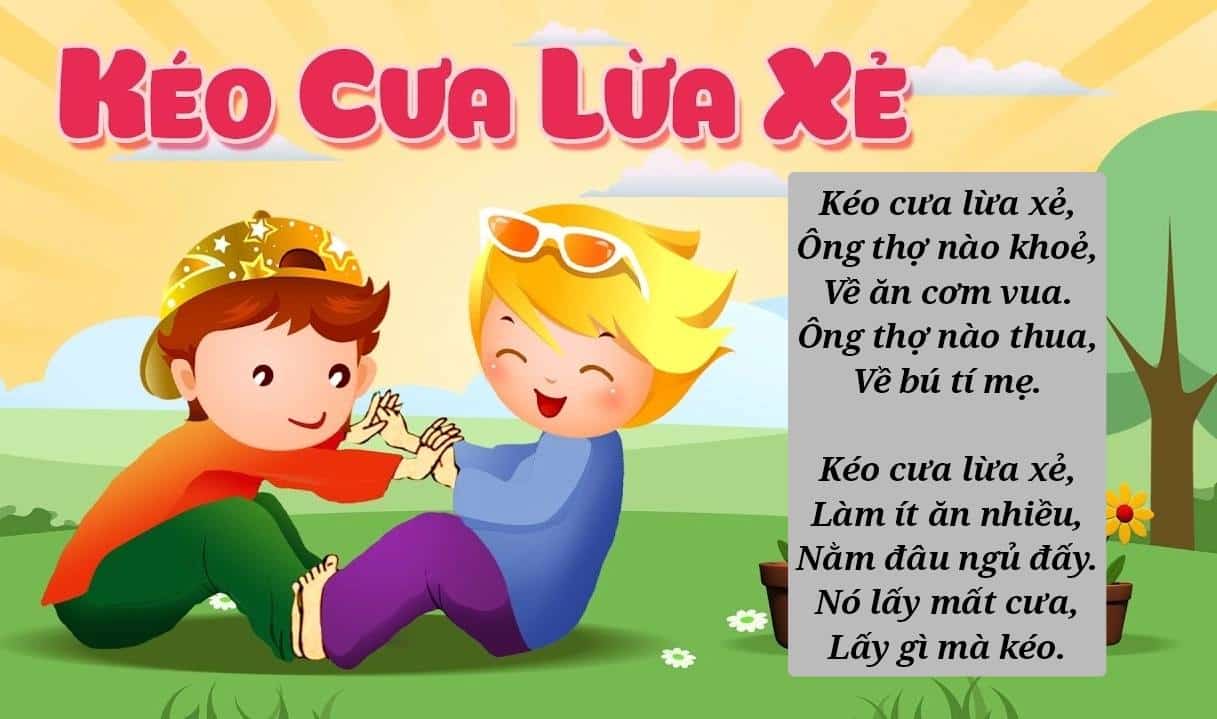 Kéo Cưa Lừa Xẻ
Kéo cưa lừa xẻ,
Ông thợ nào khoẻ,
Về ăn cơm vua.
Ông thợ nào thua,
Về bú tí mẹ.
Kéo cưa lừa xẻ,
Làm ít ăn nhiều,
Nằm đâu ngủ đấy.
Nó lấy mất cưa,
Lấy gì mà kéo.